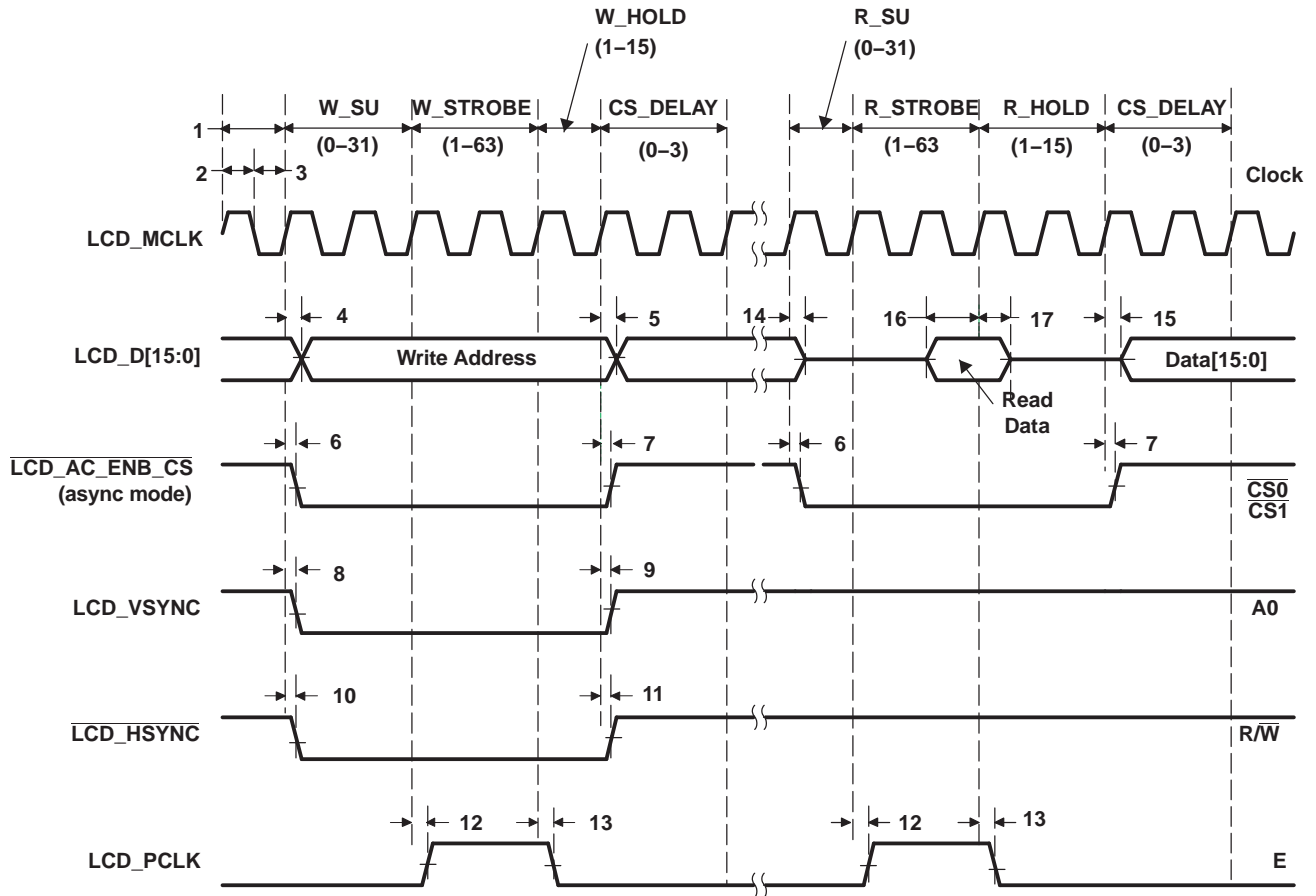 W_HOLD
(1–15)
R_SU
(0–31)
W_SU
W_STROBE
CS_DELAY
R_STROBE
R_HOLD
CS_DELAY
1
(0–31)
(1–63)
(0–3)
(1–63
(1–15)
(0–3)
2
3
Clock
LCD_MCLK
4
5
14
16
17
15
LCD_D[15:0]
Write Address
Data[15:0]
Read
Data
6
7
6
7
LCD_AC_ENB_CS
(async mode)
CS0
CS1
8
9
LCD_VSYNC
A0
10
11
LCD_HSYNC
R/W
12
13
12
13
LCD_PCLK
E